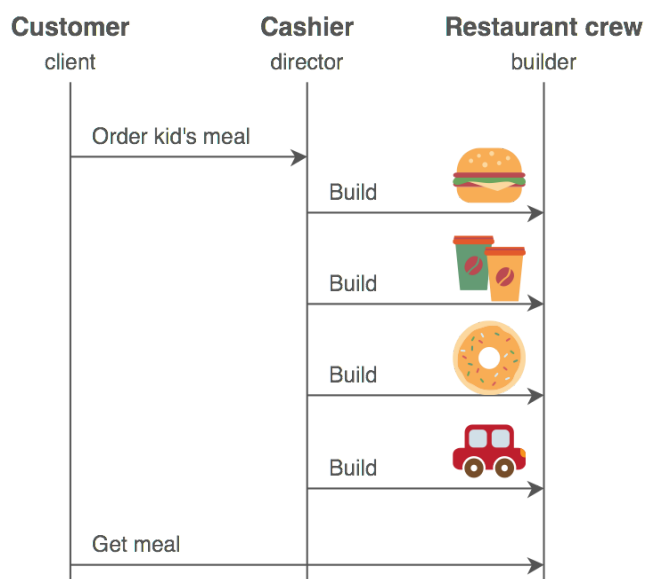 Customer
Cashier
Restaurant crew
client
director
builder
Order kid's meal
Build
Build
Build
Build
Get meal